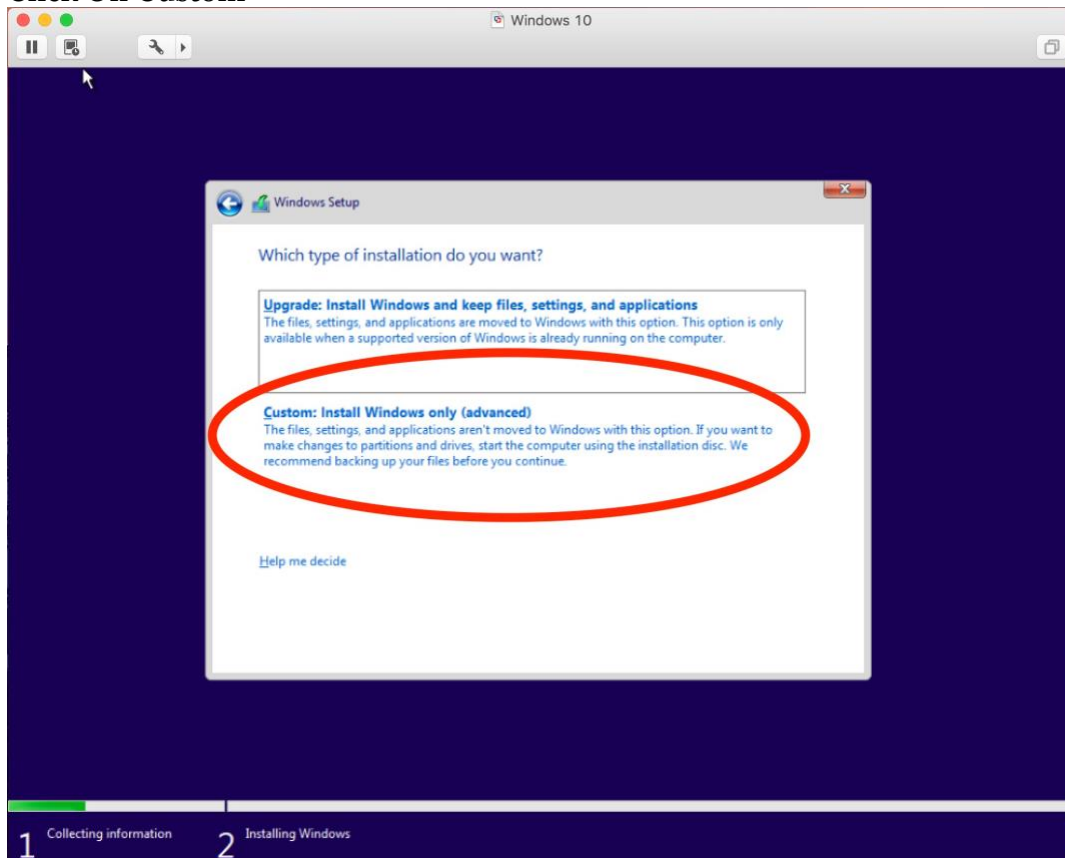 Click On Custom
Windows 10
Windows Setup
Which type of installation do you want?
Upgrade: Install Windows and keep files, settings, and applications
The files, settings, and applications are moved to Windows with this option. This option is only
available when a supported version of Windows is already running on the computer.
Custom: Install Windows only (advanced)
The files, settings, and applications aren't moved to Windows with this option. If you want to
make changes to partitions and drives, start the computer using the installation disc. We
recommend backing up your files before you continue.
Help me decide
1 Collecting information 2 Installing Windows